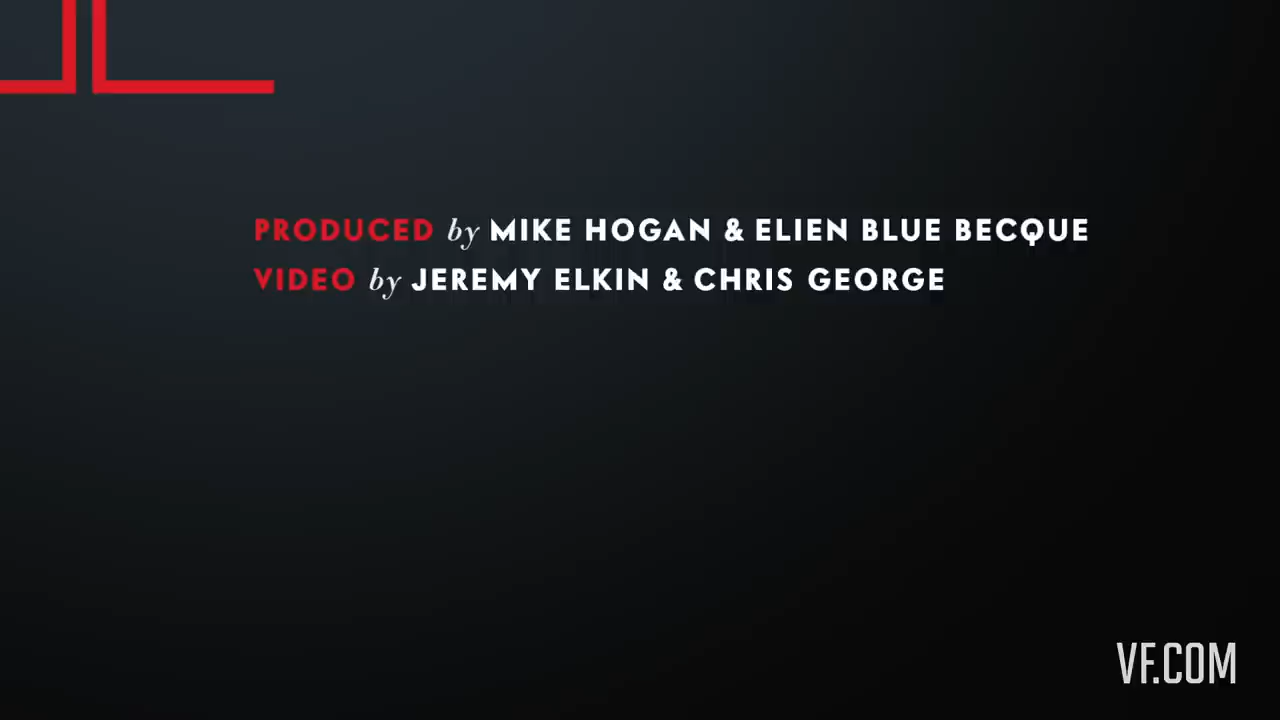 PRODUCED by MIKE HOGAN & ELIEN BLUE BECQUE
VIDEO by JEREMY ELKIN & CHRIS GEORGE
VF.COM